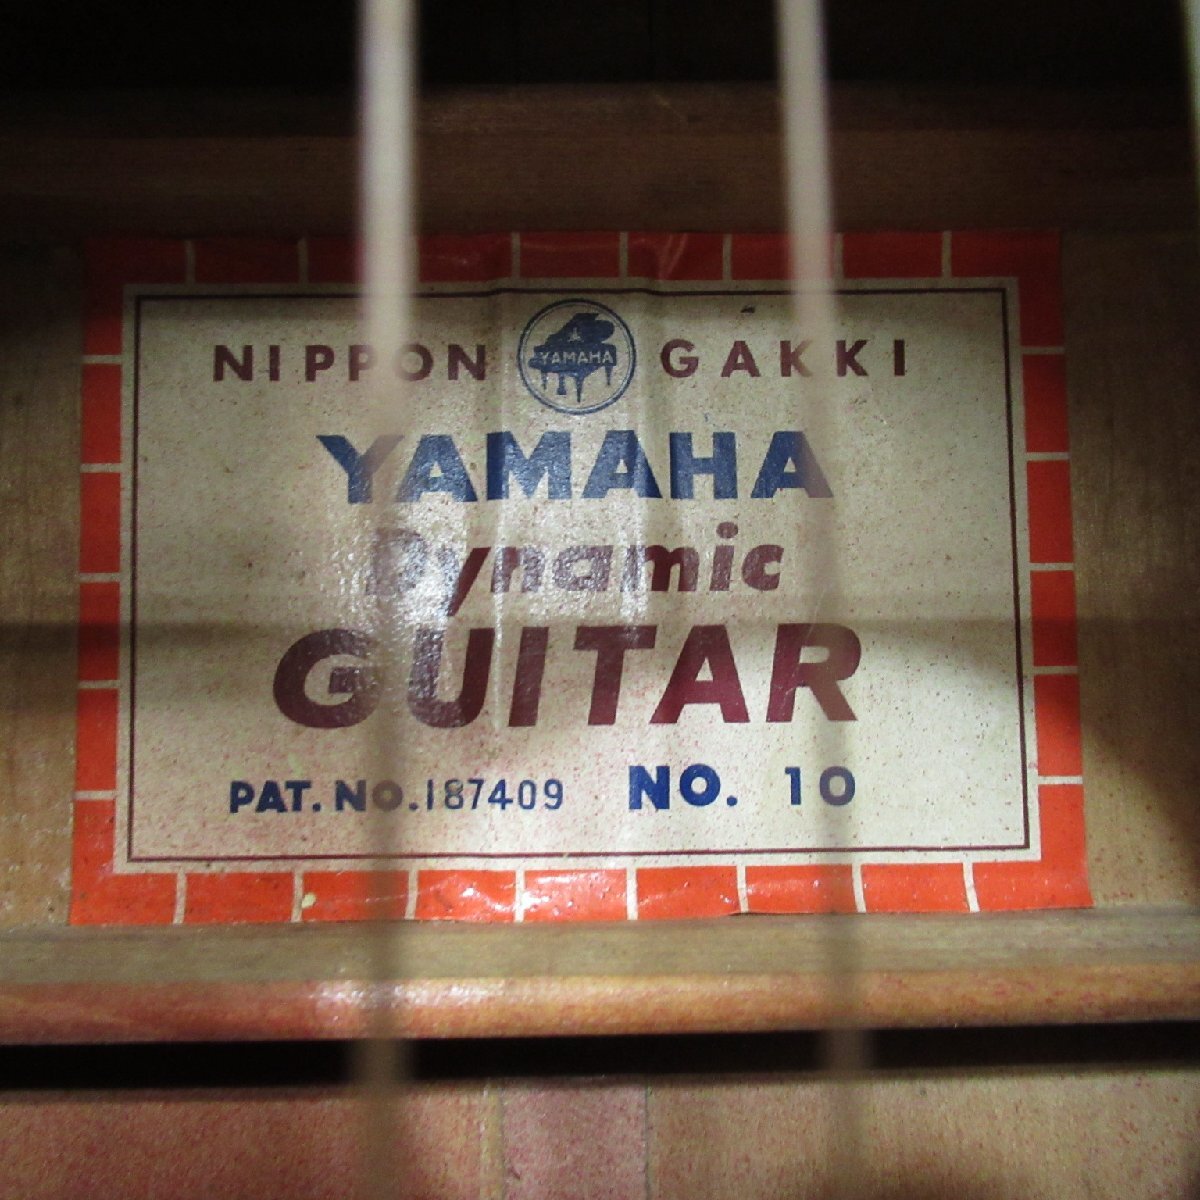 NIPPON YAMAHA GAKKI
YAMAHA
Dynamic
GUITAR
PAT. NO. 187409 NO. 10